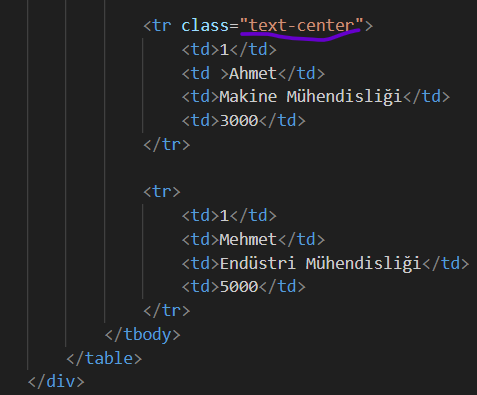 <tr class="text-center">
<td>1</td>
<td >Ahmet</td>
<td>Makine Mühendisliği</td>
<td>3000</td>
</tr>
<tr>
<td>1</td>
<td>Mehmet</td>
<td>Endüstri Mühendisliği</td>
<td>5000</td>
</tr>
</tbody>
</table>
</div>